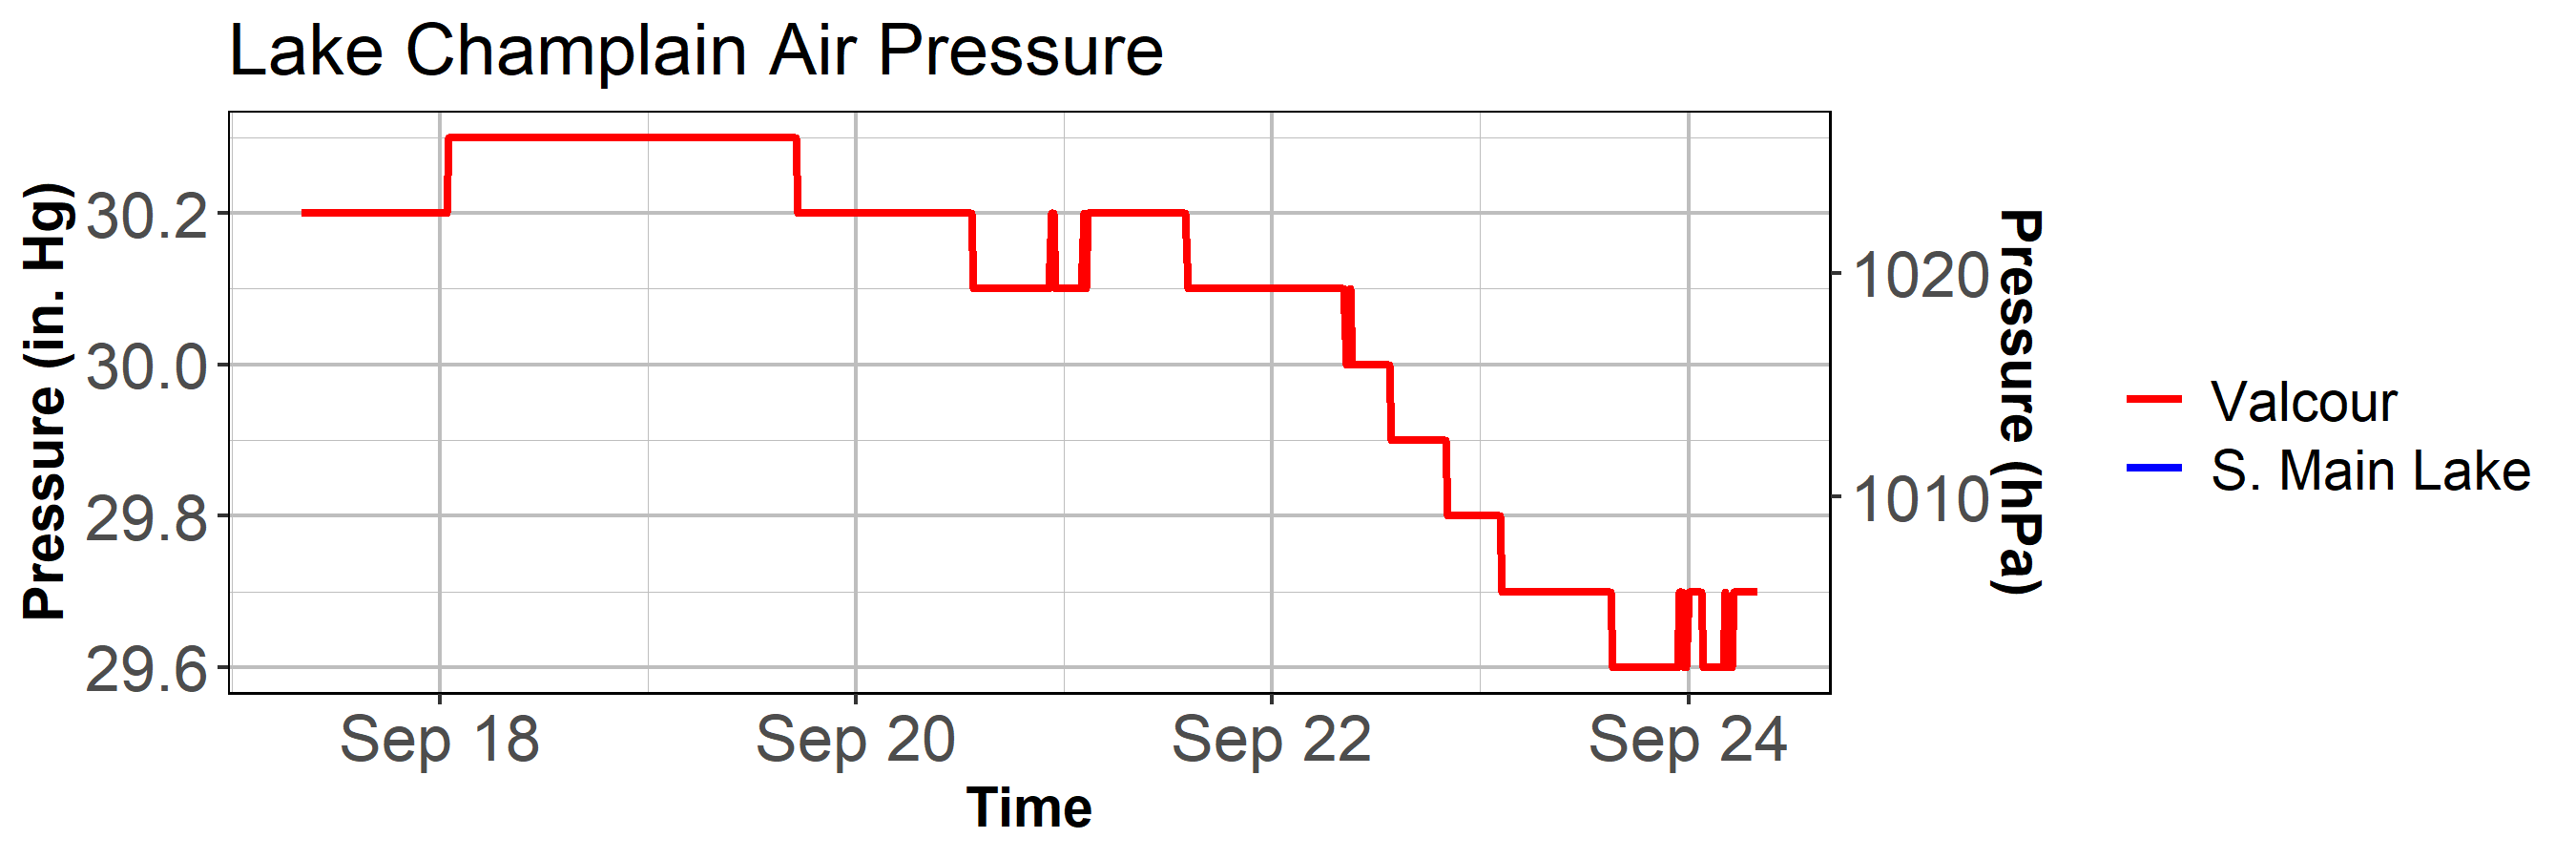 Lake Champlain Air Pressure
Pressure (in. Hg)
30.2
30.0
29.8
29.6
Sep 18
Sep 20
Sep 22
Sep 24
Time
1020
1010
Pressure (hPa)
Valcour
S. Main Lake